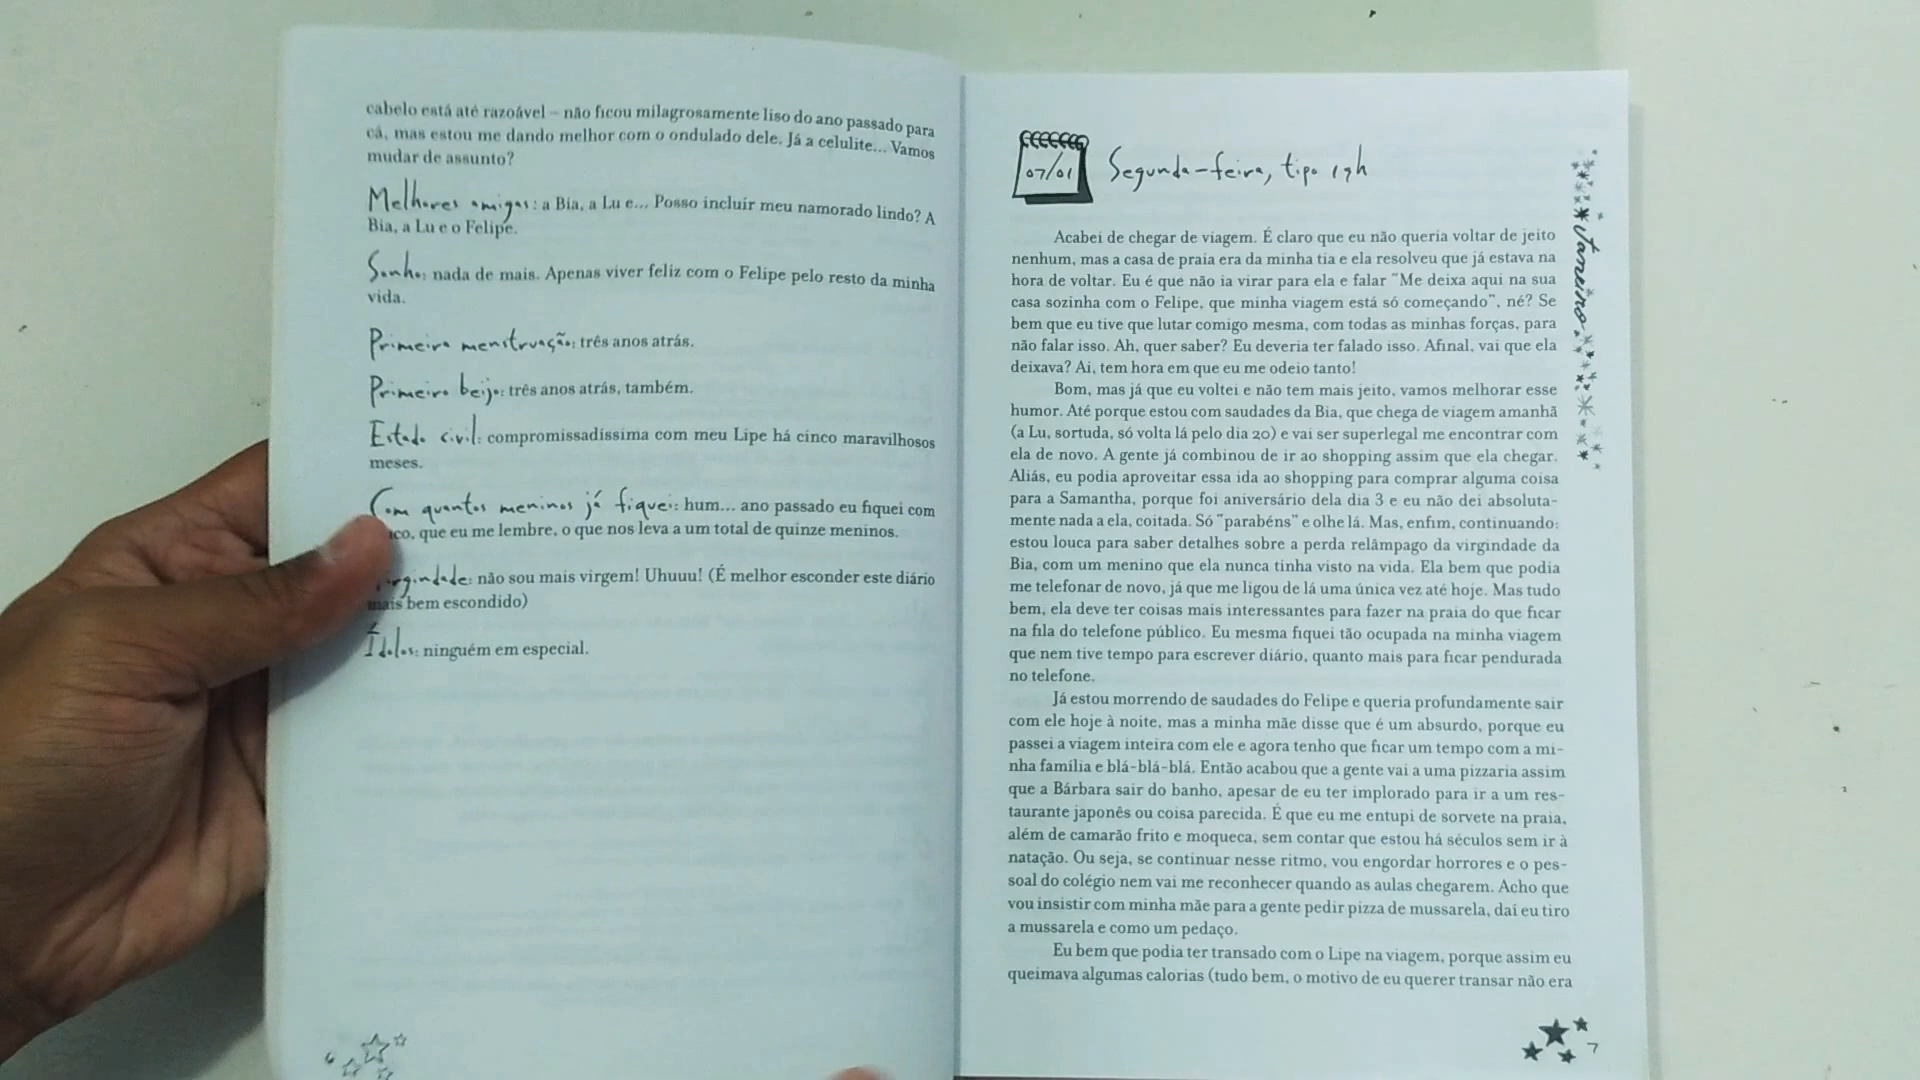 cabelo está até razoável – não ficou milagrosamente liso do ano passado para
cá, mas estou me dando melhor com o ondulado dele. Já a celulite... Vamos
mudar de assunto?
Melhores amigas: a Bia, a Lu e... Posso incluir meu namorado lindo? A
Bia, a Lu e o Felipe.
Sonho: nada de mais. Apenas viver feliz com o Felipe pelo resto da minha
vida.
Primeira menstruação: três anos atrás.
Primeiro beijo: três anos atrás, também.
Estado civil: compromissadíssima com meu Lipe há cinco maravilhosos
meses.
Com quantos meninos já fiquei: hum... ano passado eu fiquei com
que eu me lembre, o que nos leva a um total de quinze meninos.
não sou mais virgem! Uhuuu! (É melhor esconder este diário
mais bem escondido)
Ídolos: ninguém em especial.
6
07/01
Segunda-feira, tipo 19h
Janeiro
Acabei de chegar de viagem. É claro que eu não queria voltar de jeito
nenhum, mas a casa de praia era da minha tia e ela resolveu que já estava na
hora de voltar. Eu é que não ia virar para ela e falar "Me deixa aqui na sua
casa sozinha com o Felipe, que minha viagem está só começando", né? Se
bem que eu tive que lutar comigo mesma, com todas as minhas forças, para
não falar isso. Ah, quer saber? Eu deveria ter falado isso. Afinal, vai que ela
deixava? Ai, tem hora em que eu me odeio tanto!
Bom, mas já que eu voltei e não tem mais jeito, vamos melhorar esse
humor. Até porque estou com saudades da Bia, que chega de viagem amanhã
(a Lu, sortuda, só volta lá pelo dia 20) e vai ser superlegal me encontrar com
ela de novo. A gente já combinou de ir ao shopping assim que ela chegar.
Aliás, eu podia aproveitar essa ida ao shopping para comprar alguma coisa
para a Samantha, porque foi aniversário dela dia 3 e eu não dei absoluta-
mente nada a ela, coitada. Só "parabéns" e olhe lá. Mas, enfim, continuando:
estou louca para saber detalhes sobre a perda relâmpago da virgindade da
Bia, com um menino que ela nunca tinha visto na vida. Ela bem que podia
me telefonar de novo, já que me ligou de lá uma única vez até hoje. Mas tudo
bem, ela deve ter coisas mais interessantes para fazer na praia do que ficar
na fila do telefone público. Eu mesma fiquei tão ocupada na minha viagem
que nem tive tempo para escrever diário, quanto mais para ficar pendurada
no telefone.
Já estou morrendo de saudades do Felipe e queria profundamente sair
com ele hoje à noite, mas a minha mãe disse que é um absurdo, porque eu
passei a viagem inteira com ele e agora tenho que ficar um tempo com a mi-
nha família e blá-blá-blá. Então acabou que a gente vai a uma pizzaria assim
que a Bárbara sair do banho, apesar de eu ter implorado para ir a um res-
taurante japonês ou coisa parecida. É que eu me entupi de sorvete na praia,
além de camarão frito e moqueca, sem contar que estou há séculos sem ir à
natação. Ou seja, se continuar nesse ritmo, vou engordar horrores e o pes-
soal do colégio nem vai me reconhecer quando as aulas chegarem. Acho que
vou insistir com minha mãe para a gente pedir pizza de mussarela, daí eu tiro
a mussarela e como um pedaço.
Eu bem que podia ter transado com o Lipe na viagem, porque assim eu
queimava algumas calorias (tudo bem, o motivo de eu querer transar não era
7